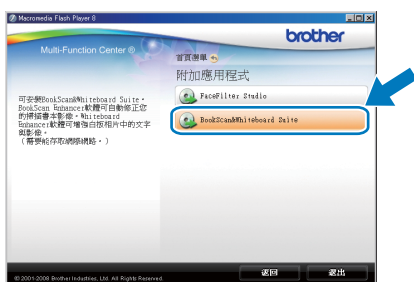 Macromedia Flash Player 8
brother
Multi-Function Center ®
首頁選單
附加應用程式
FaceFilter Studio
BookScan&Whiteboard Suite
可安裝BookScan&Whiteboard Suite。
BookScan Enhancer軟體可自動修正您
的掃描書本影像。Whiteboard
Enhancer軟體可增強白板相片中的文字
與影像。
(需要能存取網際網路。)
© 2001-2008 Brother Industries, Ltd. All Rights Reserved.
返回
退出